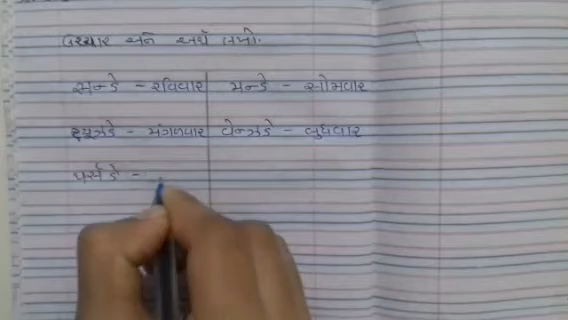 ઉચ્ચાર અને અર્થ લખો.
સન્ડે - રવિવાર મન્ડે - સોમવાર
ટ્યૂઝડે - મંગળવાર વેન્ઝડે - બુધવાર
થર્સડે -